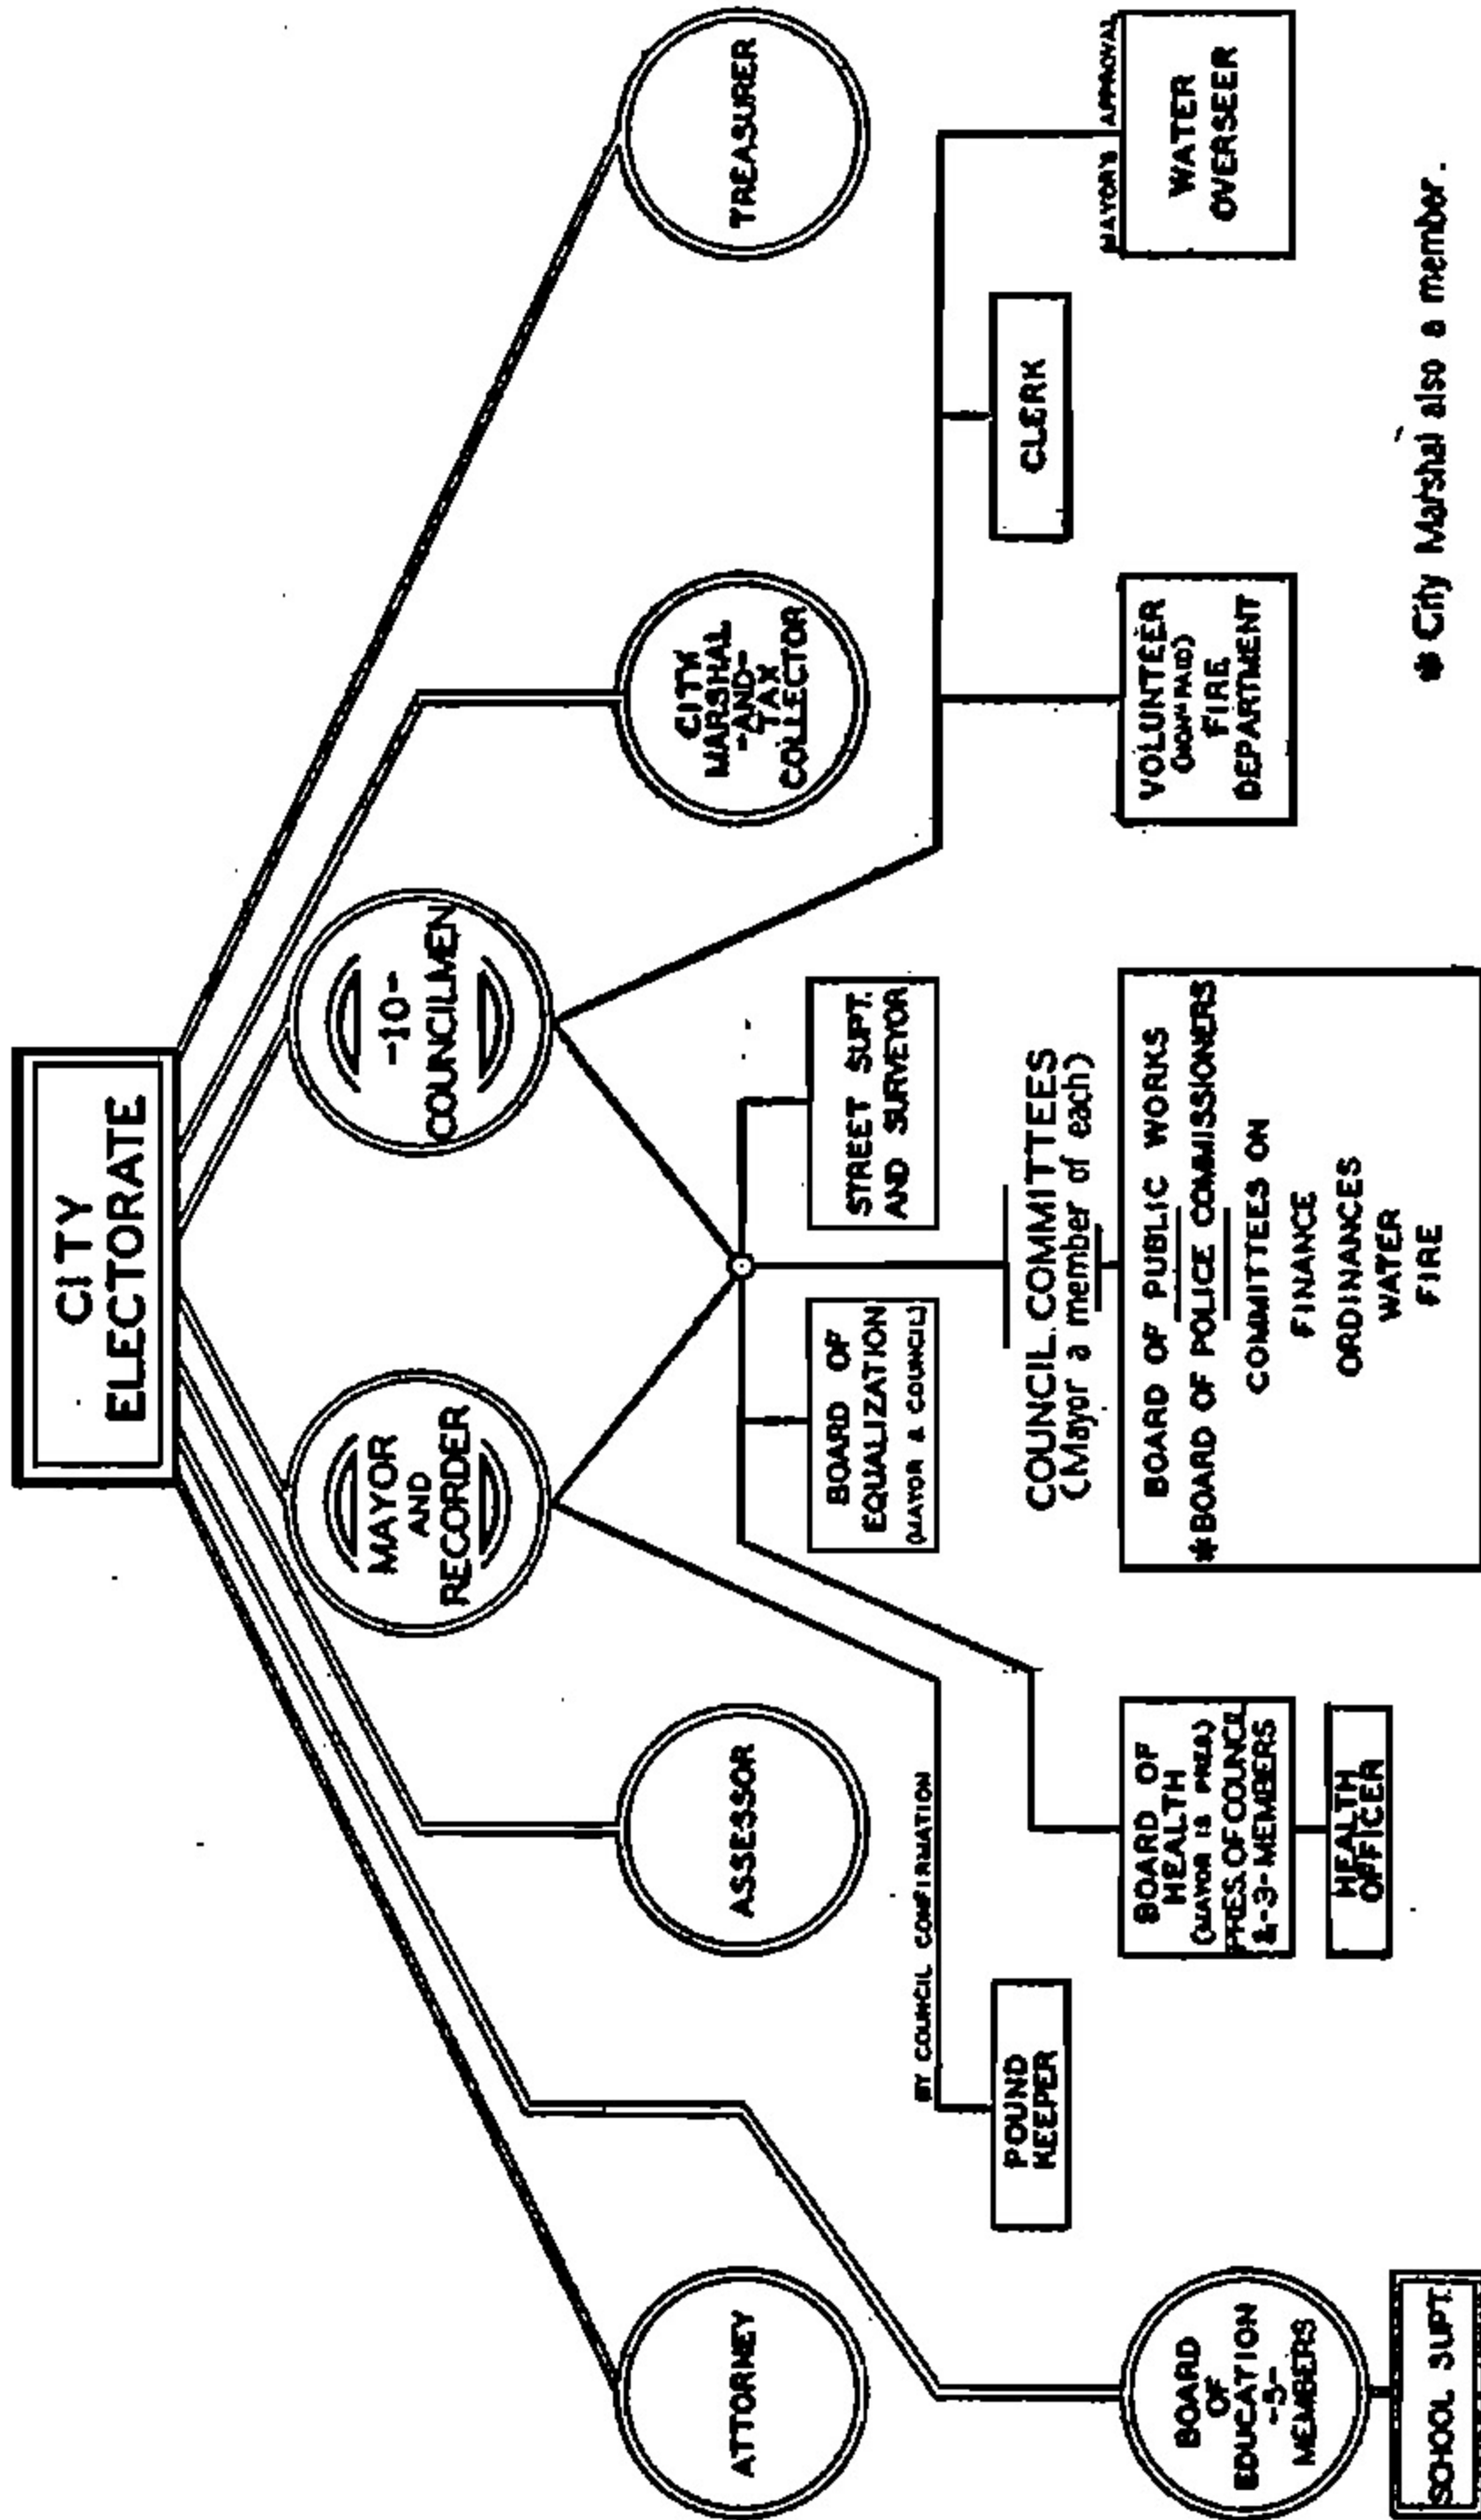 CITY
ELECTORATE
MAYOR
AND
RECORDER
-10-
COUNCILMEN
ATTORNEY
ASSESSOR
CITY
MARSHAL
-AND-
TAX
COLLECTOR
TREASURER
BY COUNCIL CONFIRMATION
POUND
KEEPER
BOARD OF
EQUALIZATION
(MAYOR & COUNCIL)
STREET SUPT.
AND SURVEYOR
CLERK
COUNCIL COMMITTEES
(Mayor a member of each)
BOARD
OF
EDUCATION
-3-
MEMBERS
SCHOOL SUPT.
BOARD OF
HEALTH
(MAYOR IS PRES.)
PRES. OF COUNCIL
&-3-MEMBERS
HEALTH
OFFICER
BOARD OF PUBLIC WORKS
*BOARD OF POLICE COMMISSIONERS
COMMITTEES ON
FINANCE
ORDINANCES
WATER
FIRE
VOLUNTEER
(NON PAID)
FIRE
DEPARTMENT
MAYOR'S APPROVAL
WATER
OVERSEER
* City Marshal also a member.